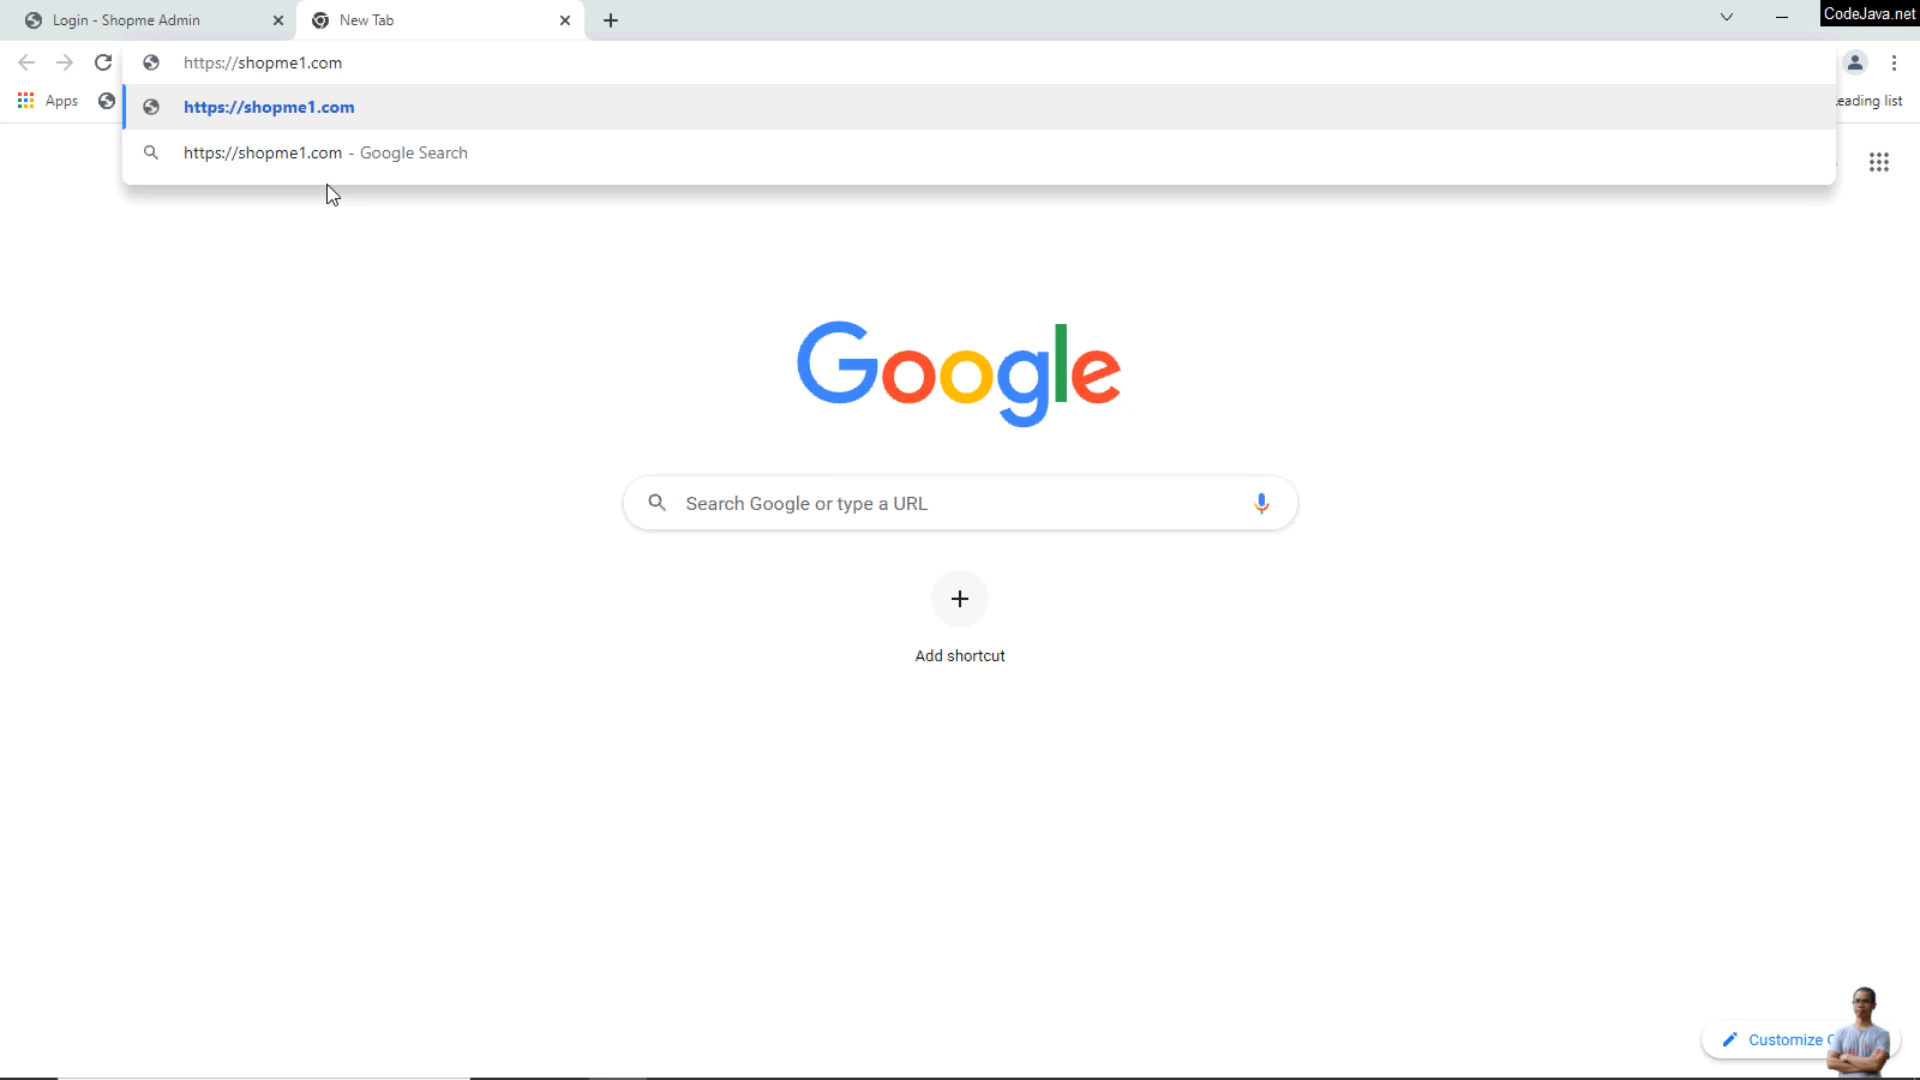 Login - Shopme Admin
New Tab
CodeJava.net
https://shopme1.com
Apps
https://shopme1.com
eading list
https://shopme1.com - Google Search
Google
Search Google or type a URL
Add shortcut
Customize